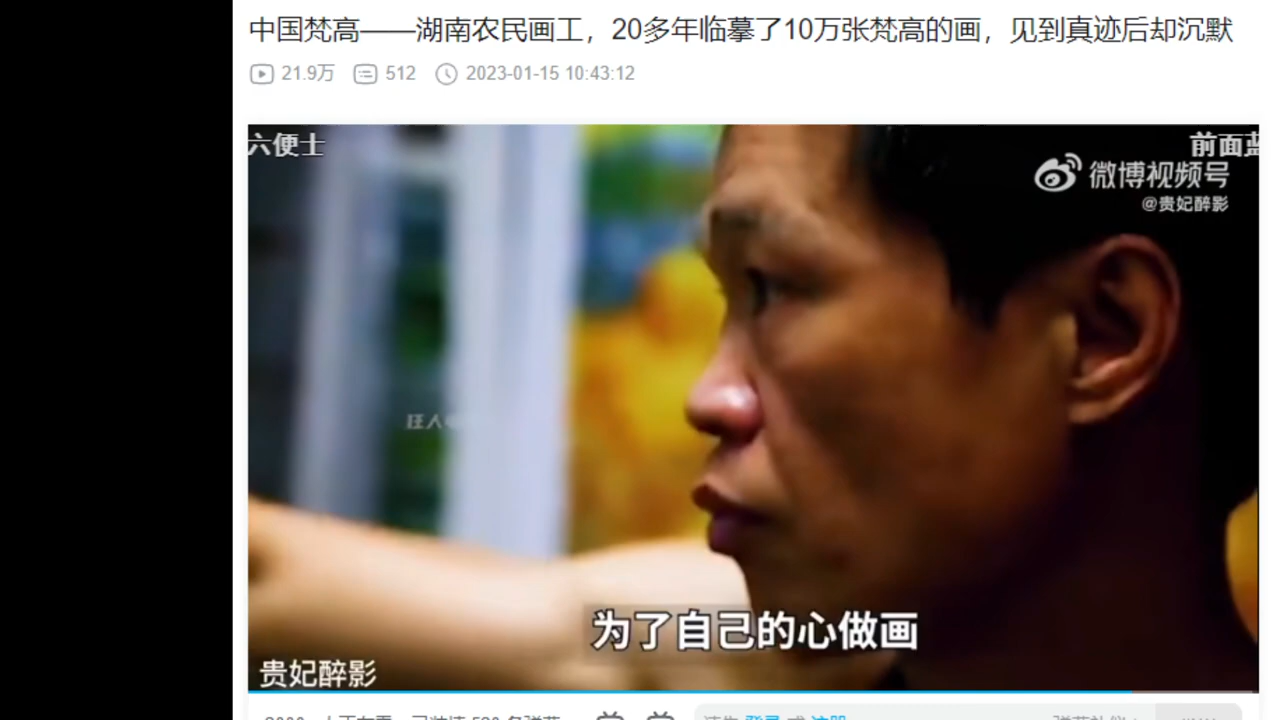 中国梵高——湖南农民画工，20多年临摹了10万张梵高的画，见到真迹后却沉默
21.9万 512 2023-01-15 10:43:12
六便士
前面
微博视频号
@贵妃醉影
狂人
为了自己的心做画
贵妃醉影